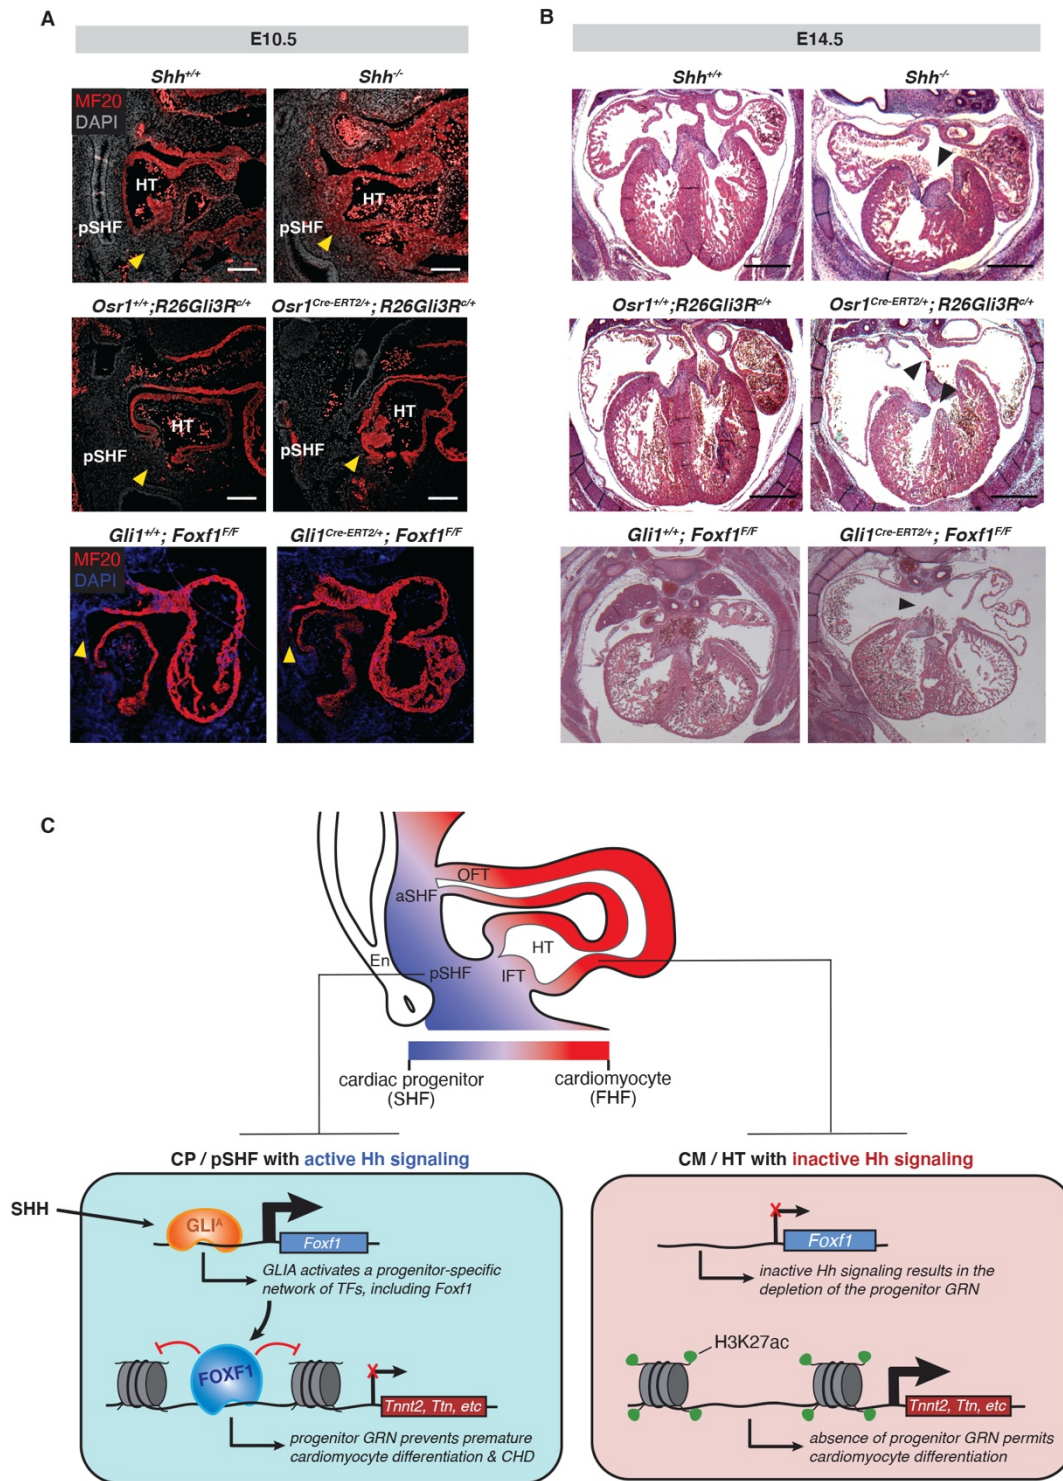 A
E10.5
Shh+/+
Shh-/-
MF20
DAPI
HT
pSHF
HT
pSHF
Osr1+/+;R26Gli3Rc/+
Osr1Cre-ERT2/+; R26Gli3Rc/+
HT
pSHF
HT
pSHF
Gli1+/+; Foxf1F/F
Gli1Cre-ERT2/+; Foxf1F/F
MF20
DAPI
B
E14.5
Shh+/+
Shh-/-
Osr1+/+;R26Gli3Rc/+
Osr1Cre-ERT2/+; R26Gli3Rc/+
Gli1+/+; Foxf1F/F
Gli1Cre-ERT2/+; Foxf1F/F
C
OFT
aSHF
HT
En
pSHF
IFT
cardiac progenitor
(SHF)
cardiomyocyte
(FHF)
CP / pSHF with active Hh signaling
SHH
GLIA
Foxf1
GLIA activates a progenitor-specific
network of TFs, including Foxf1
FOXF1
Tnnt2, Ttn, etc
progenitor GRN prevents premature
cardiomyocyte differentiation & CHD
CM / HT with inactive Hh signaling
Foxf1
inactive Hh signaling results in the
depletion of the progenitor GRN
H3K27ac
Tnnt2, Ttn, etc
absence of progenitor GRN permits
cardiomyocyte differentiation